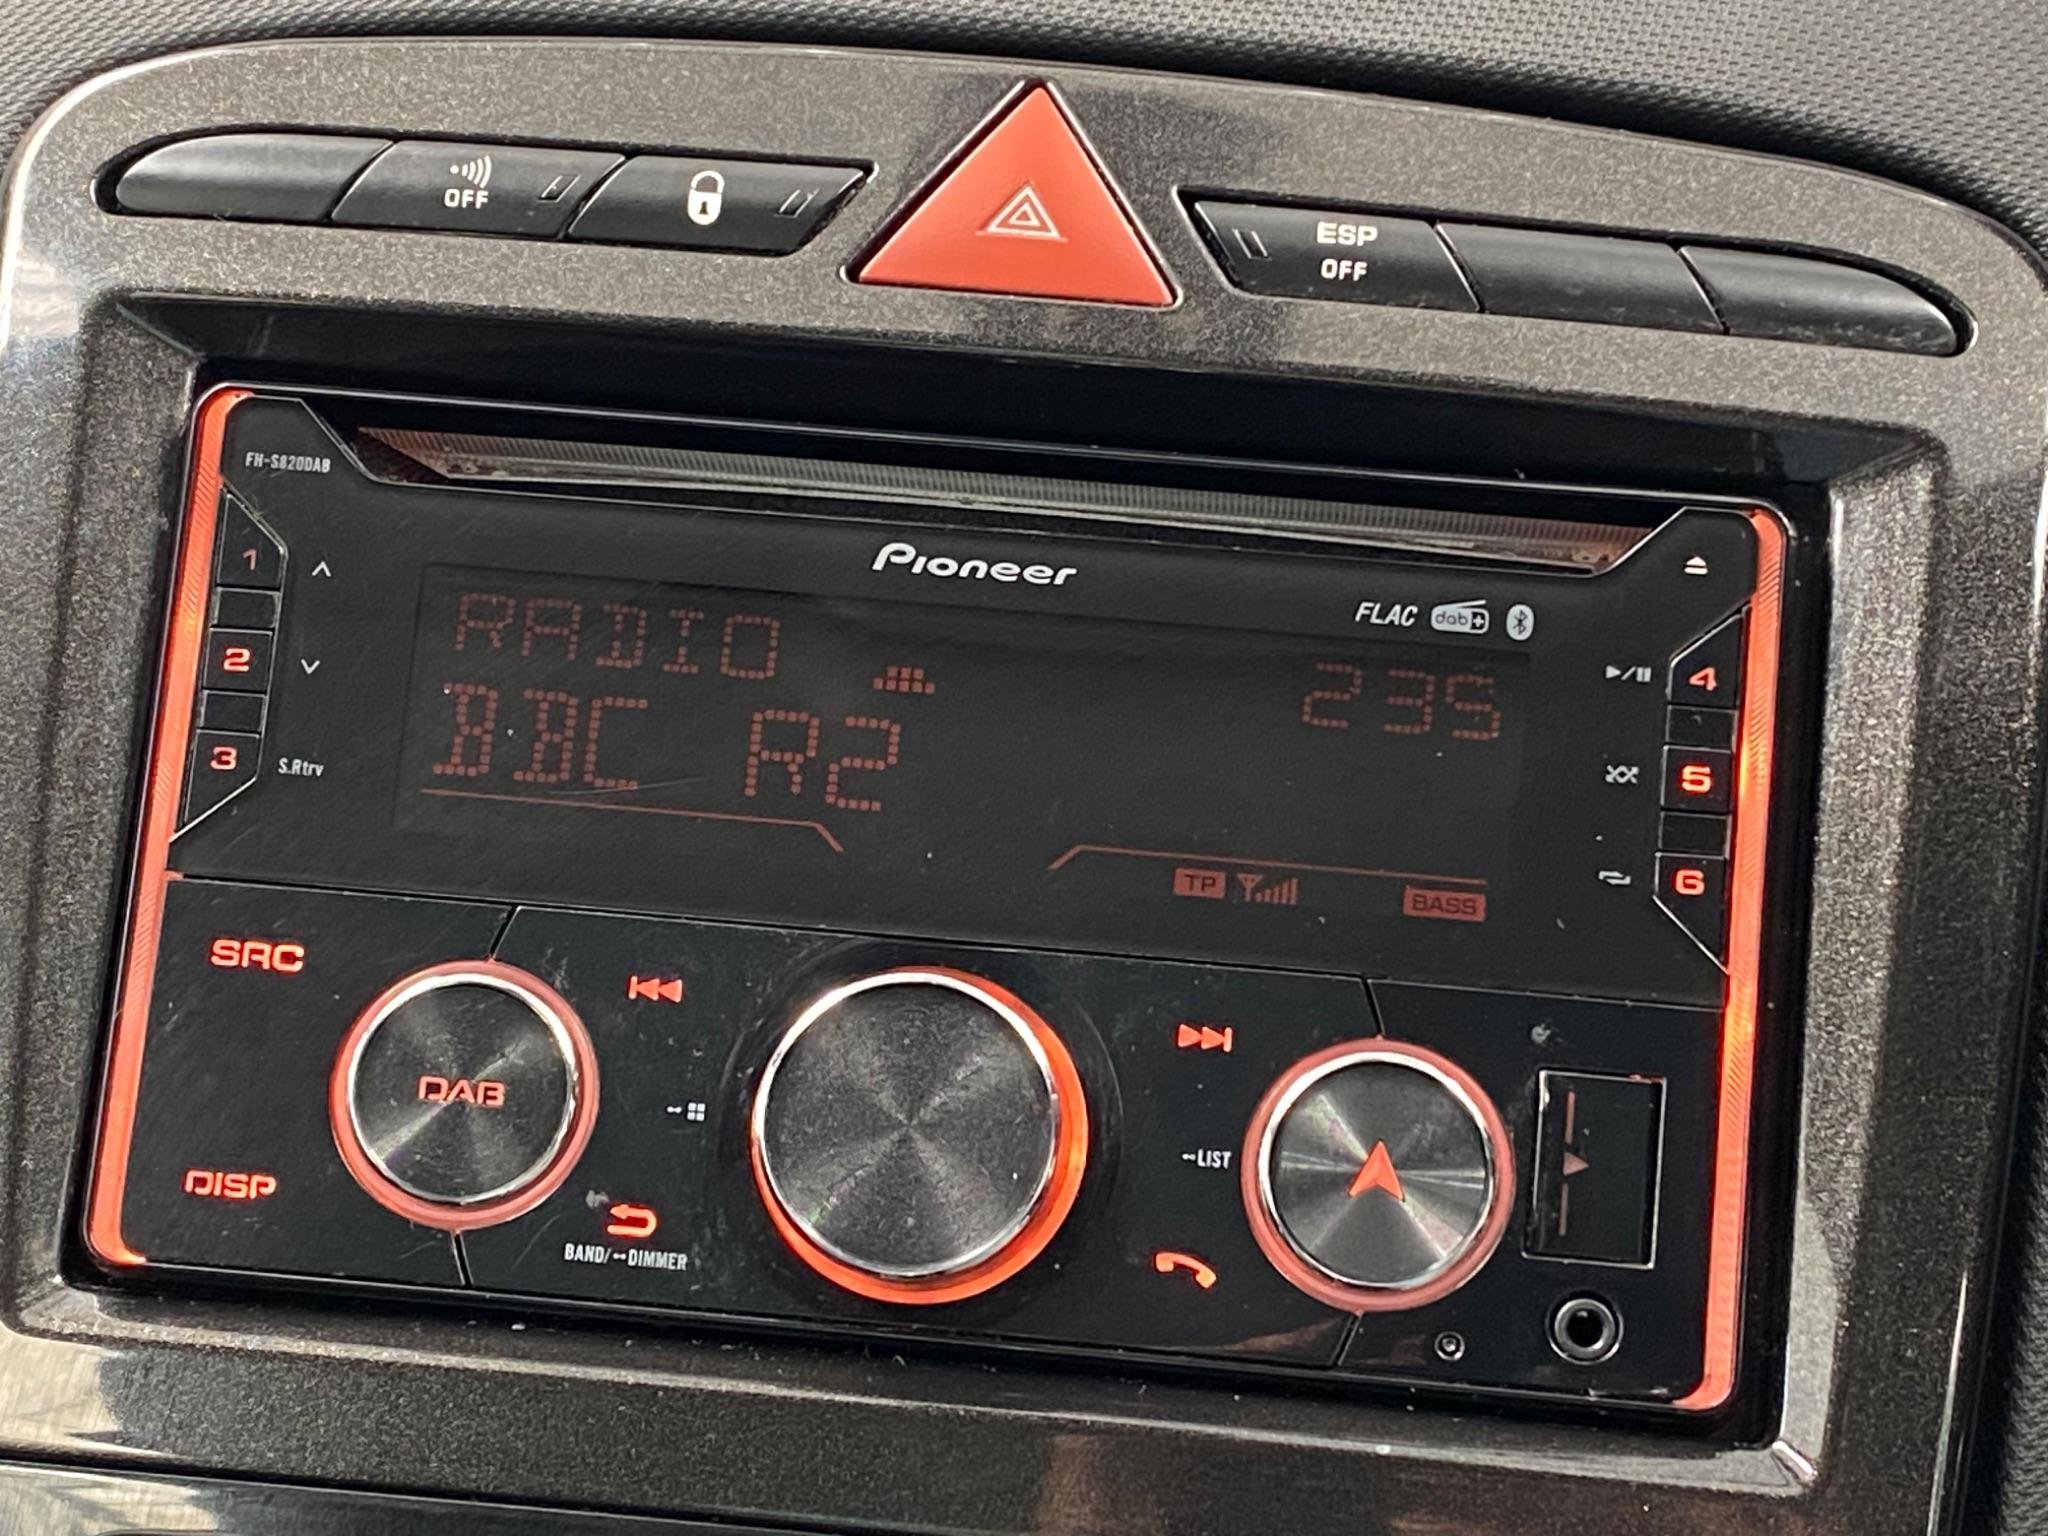 OFF
ESP
OFF
FH-S820DAB
Pioneer
FLAC dab+
1
2
3 S.Rtrv
RADIO 235
BBC R2
4
5
6
TP BASS
SRC
DAB
DISP
BAND/ DIMMER
LIST